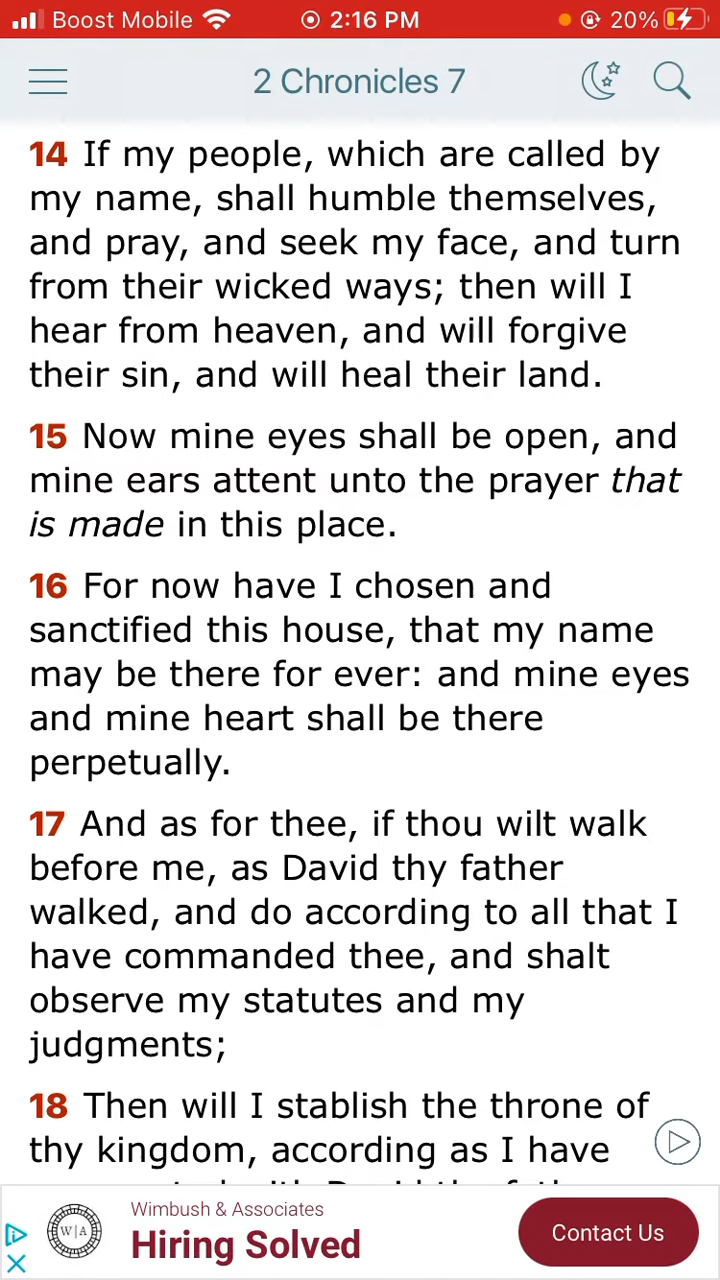 Boost Mobile 2:16 PM 20%
2 Chronicles 7
14 If my people, which are called by
my name, shall humble themselves,
and pray, and seek my face, and turn
from their wicked ways; then will I
hear from heaven, and will forgive
their sin, and will heal their land.
15 Now mine eyes shall be open, and
mine ears attent unto the prayer that
is made in this place.
16 For now have I chosen and
sanctified this house, that my name
may be there for ever: and mine eyes
and mine heart shall be there
perpetually.
17 And as for thee, if thou wilt walk
before me, as David thy father
walked, and do according to all that I
have commanded thee, and shalt
observe my statutes and my
judgments;
18 Then will I stablish the throne of
thy kingdom, according as I have
W|A
Wimbush & Associates
Hiring Solved
Contact Us